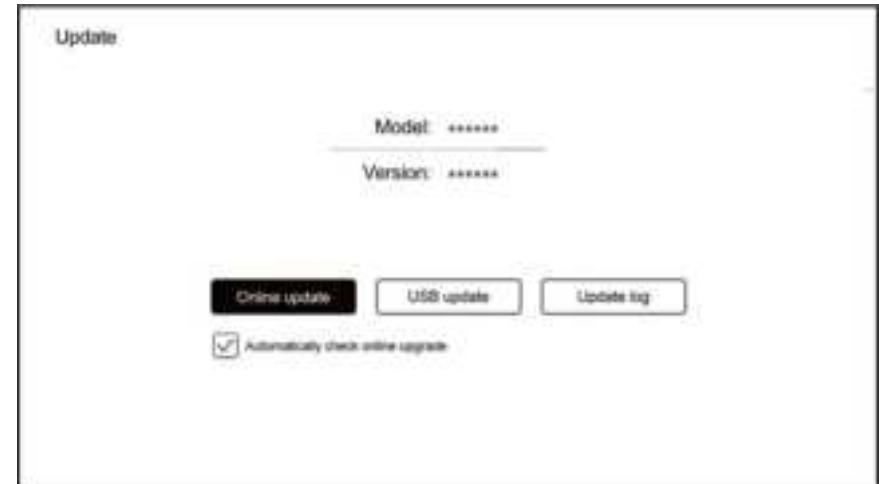 Update
Model: ******
Version: ******
Online update
USB update
Update log
Automatically check online upgrade